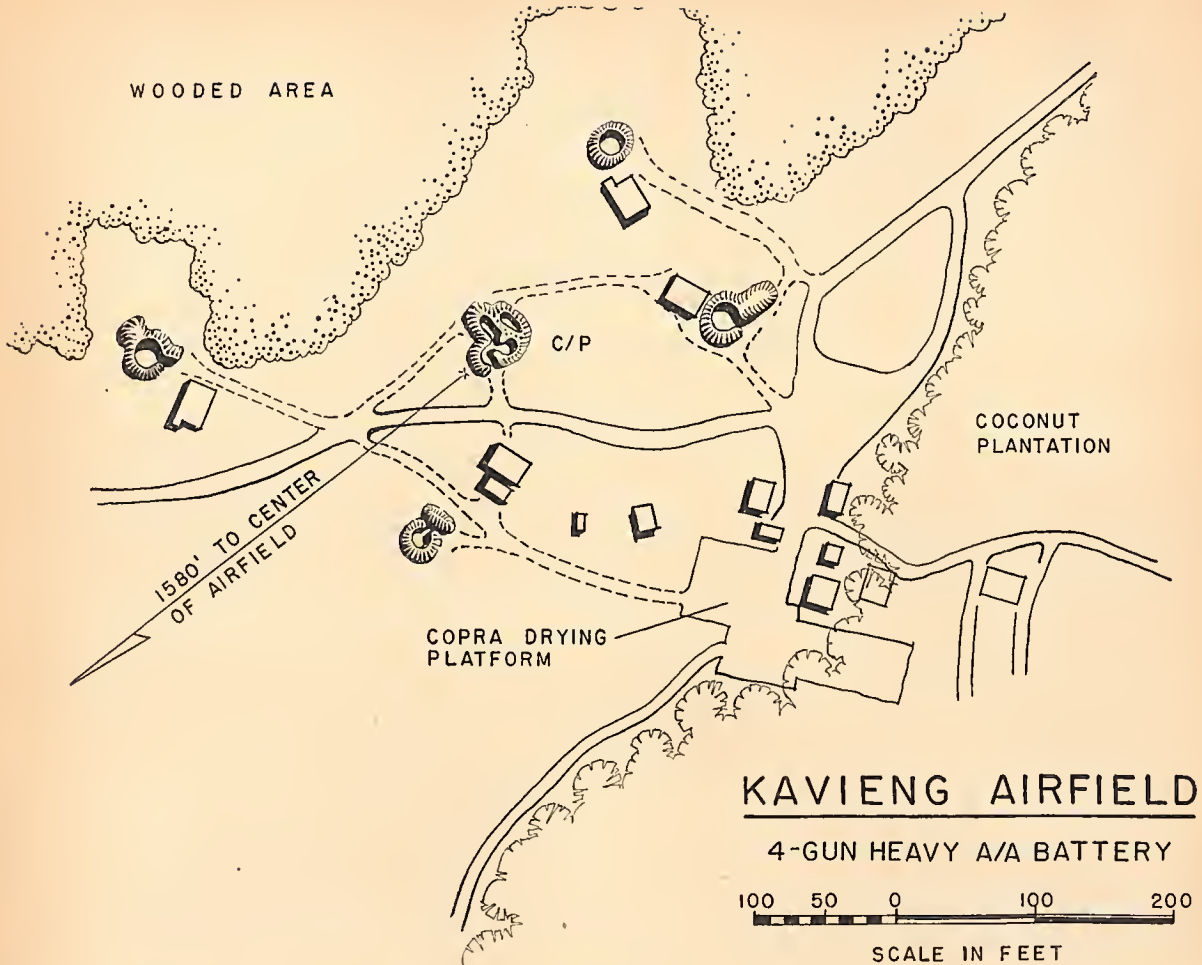 WOODED AREA
C/P
COCONUT
PLANTATION
1580' TO CENTER
OF AIRFIELD
COPRA DRYING
PLATFORM
KAVIENG AIRFIELD
4-GUN HEAVY A/A BATTERY
100 50 0 100 200
SCALE IN FEET